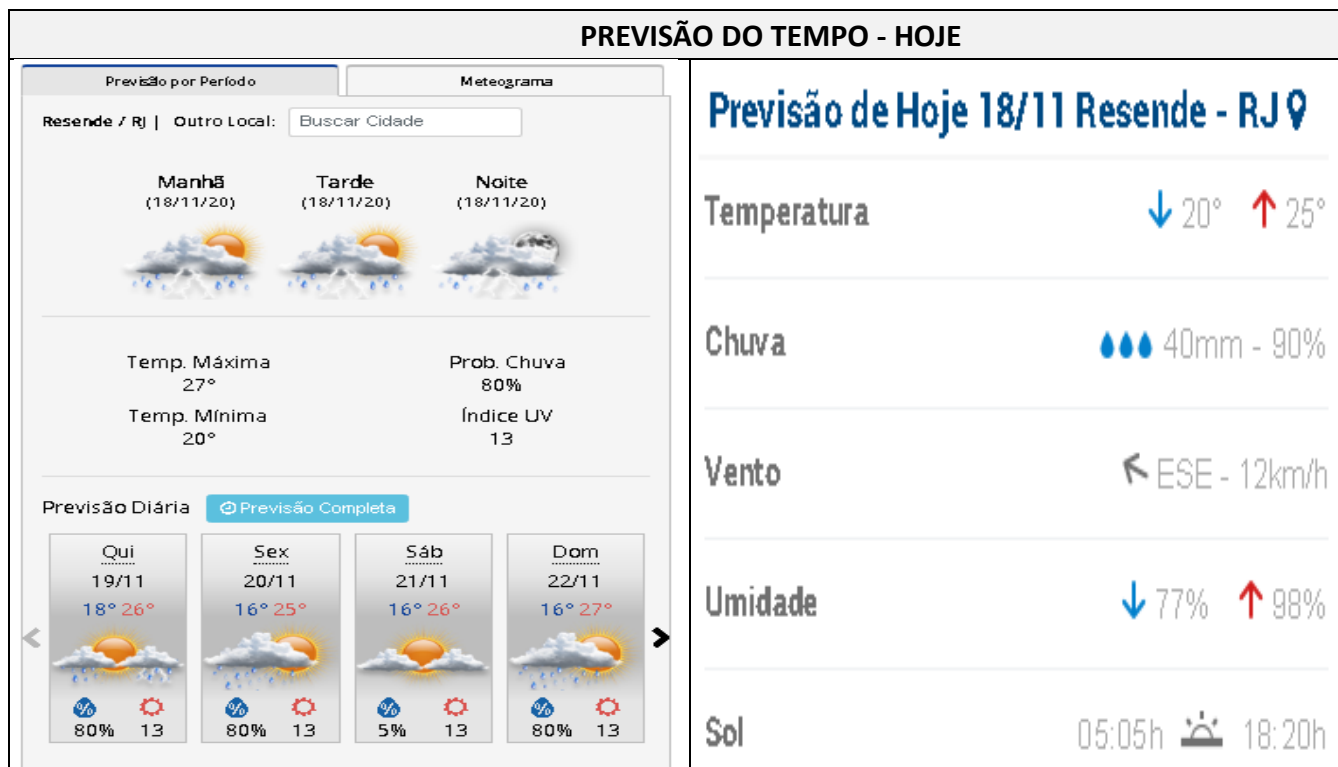 PREVISÃO DO TEMPO - HOJE
Previsão por Período
Meteograma
Resende / RJ | Outro Local: Buscar Cidade
Manhã Tarde Noite
(18/11/20) (18/11/20) (18/11/20)
Temp. Máxima Prob. Chuva
27° 80%
Temp. Mínima Índice UV
20° 13
Previsão Diária Previsão Completa
Qui Sex Sáb Dom
19/11 20/11 21/11 22/11
18° 26° 16° 25° 16° 26° 16° 27°
% % % %
80% 13 80% 13 5% 13 80% 13
Previsão de Hoje 18/11 Resende - RJ
Temperatura 20° 25°
Chuva 40mm - 90%
Vento ESE - 12km/h
Umidade 77% 98%
Sol 05:05h 18:20h